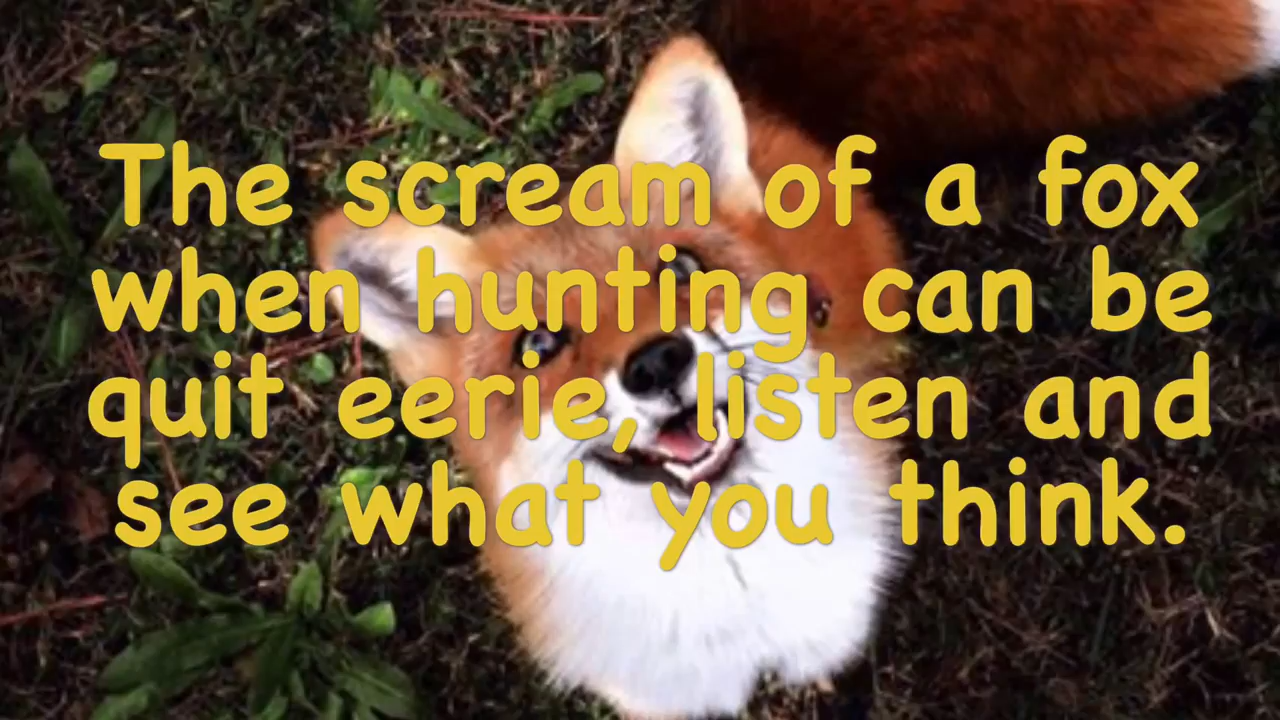 The scream of a fox
when hunting can be
quit eerie, listen and
see what you think.